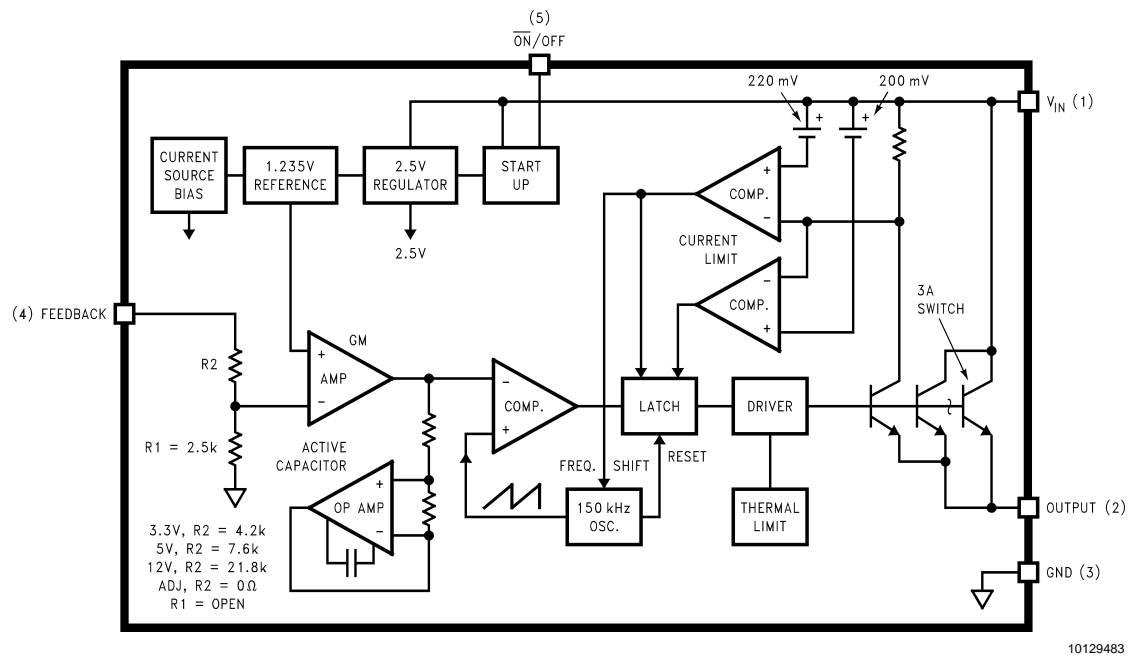 (5)
ON/OFF
220 mV
200 mV
+
+
V_IN (1)
CURRENT
SOURCE
BIAS
1.235V
REFERENCE
2.5V
REGULATOR
START
UP
+
COMP.
−
2.5V
CURRENT
LIMIT
−
COMP.
+
3A
SWITCH
(4) FEEDBACK
R2
GM
+
AMP
−
−
COMP.
+
LATCH
DRIVER
R1 = 2.5k
ACTIVE
CAPACITOR
FREQ. SHIFT
RESET
+
OP AMP
−
150 kHz
OSC.
THERMAL
LIMIT
OUTPUT (2)
3.3V, R2 = 4.2k
5V, R2 = 7.6k
12V, R2 = 21.8k
ADJ, R2 = 0Ω
R1 = OPEN
GND (3)
10129483